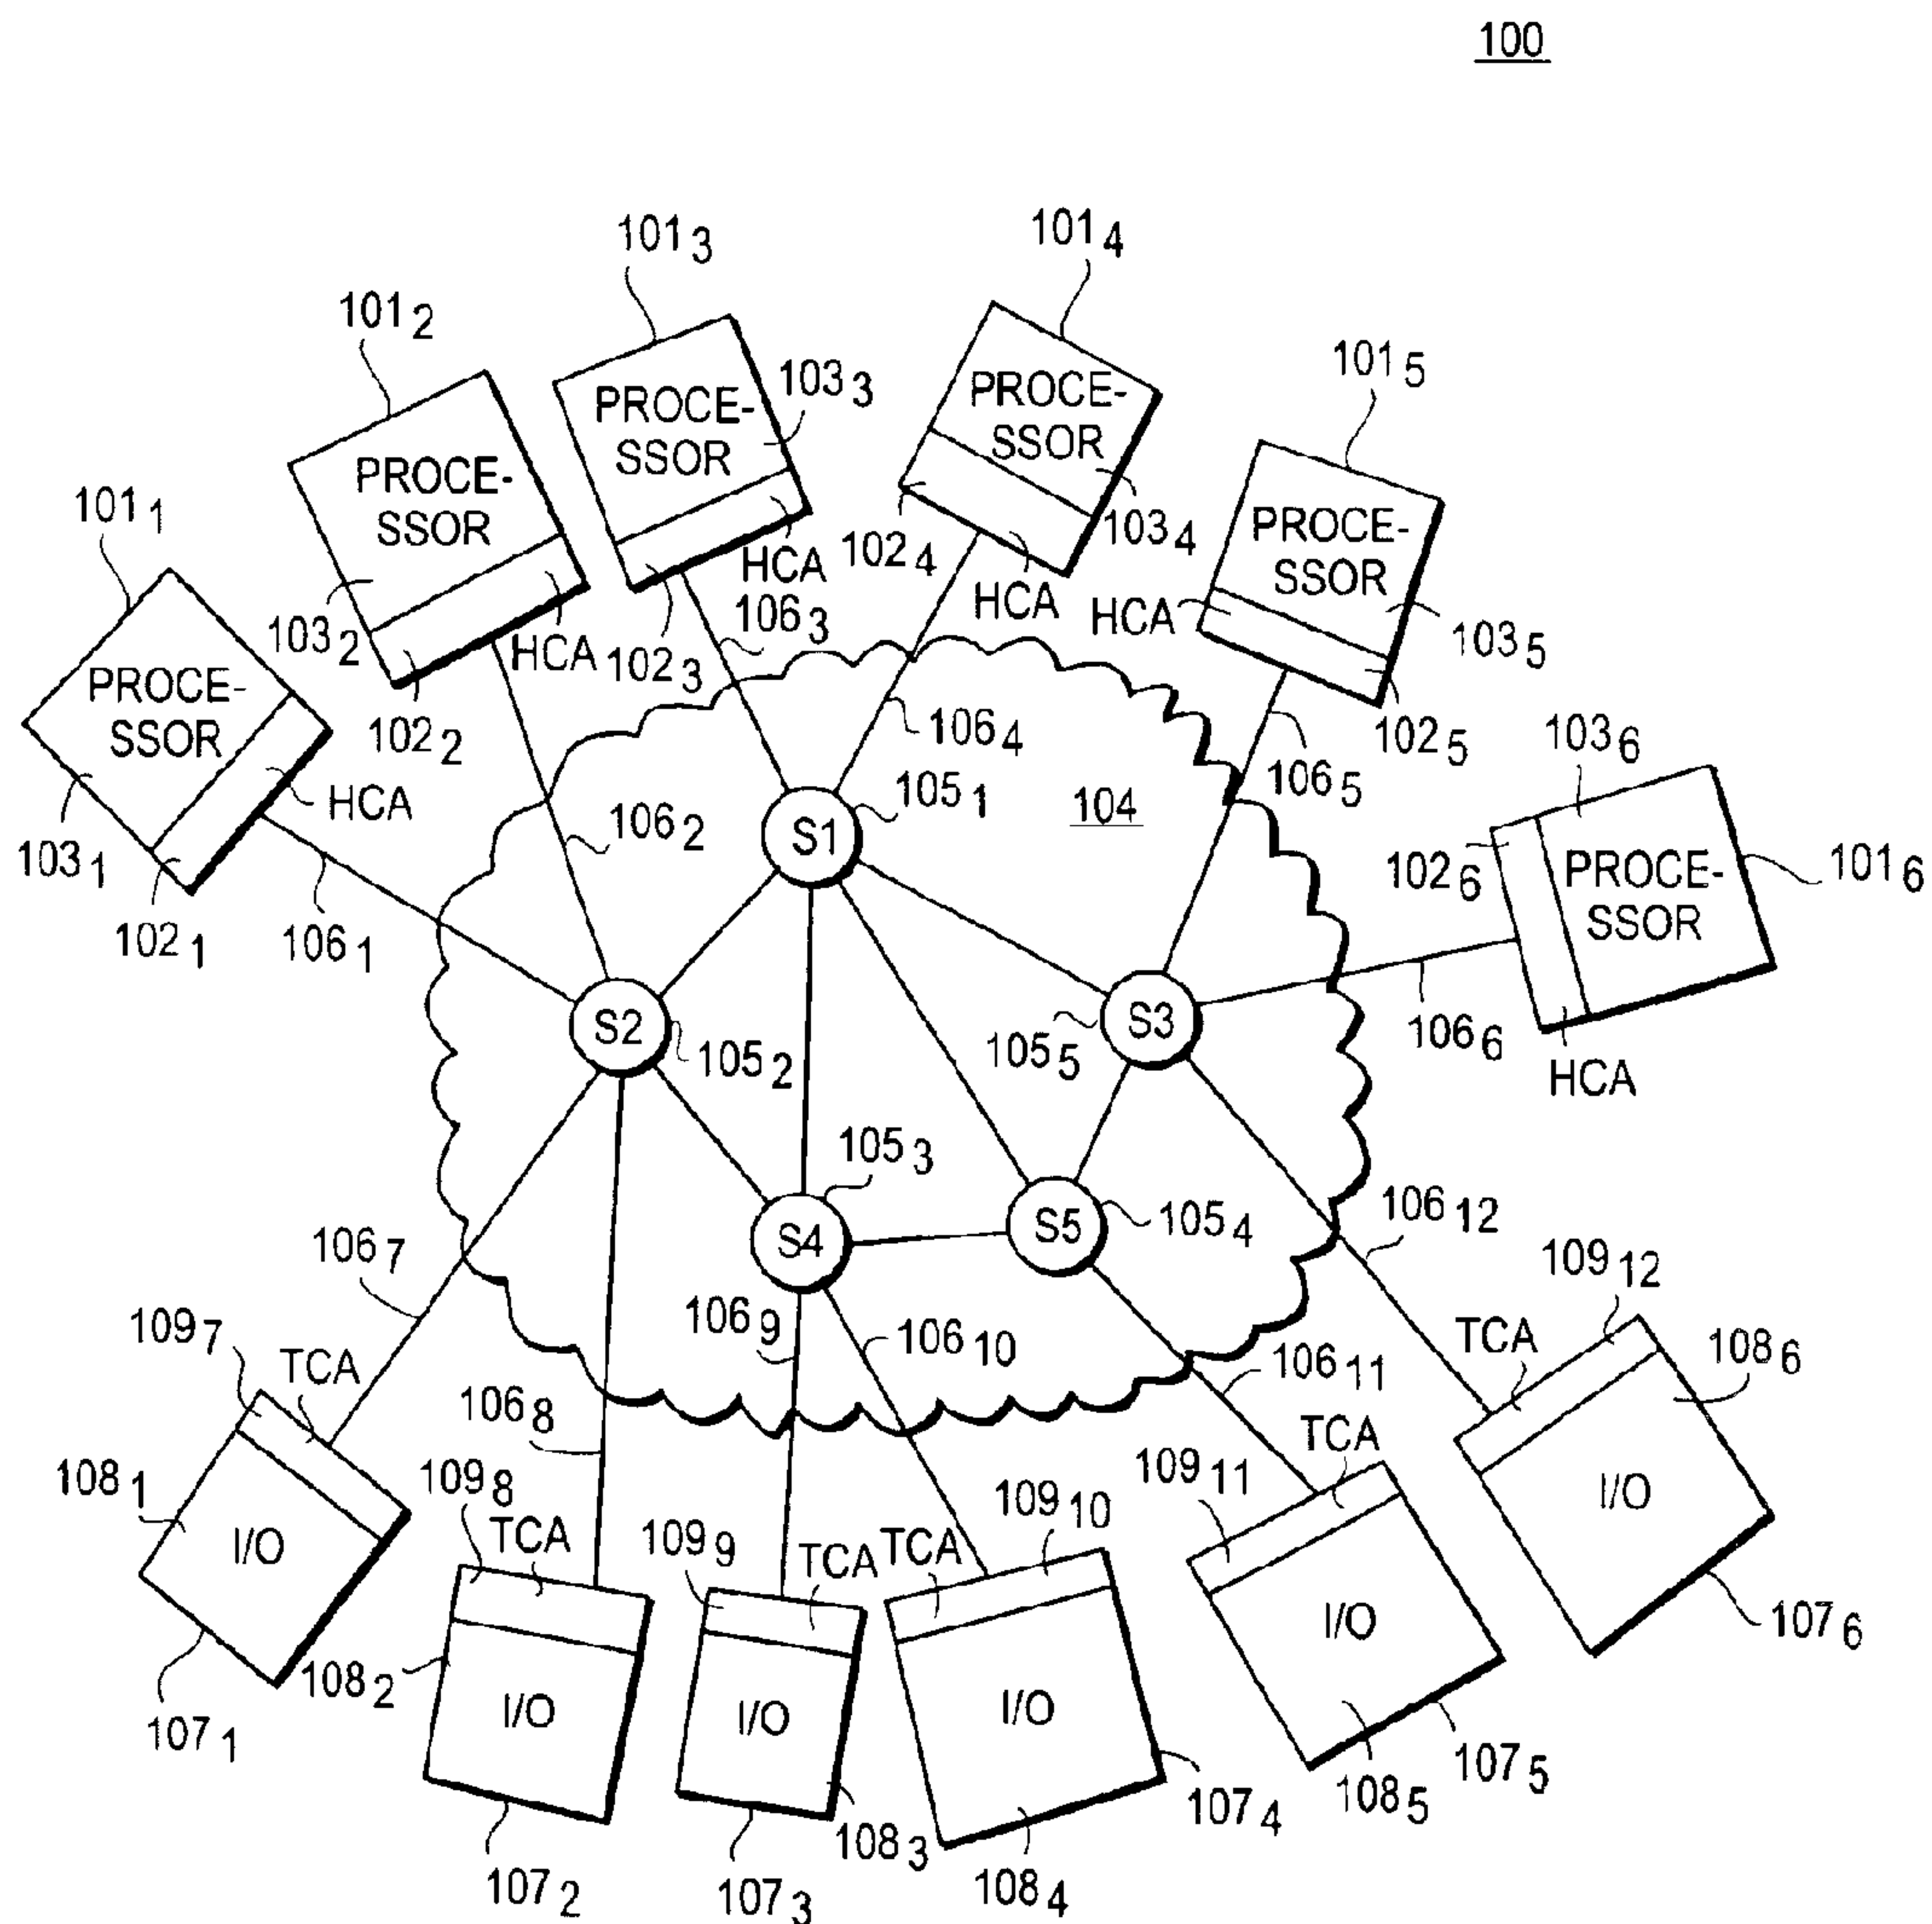 100
101 3
101 4
101 2
101 5
PROCE-
SSOR
103 3
PROCE-
SSOR
PROCE-
SSOR
101 1
PROCE-
SSOR
HCA
102 4
103 4
HCA
HCA
106 3
103 2
HCA
102 3
103 5
PROCE-
SSOR
102 2
106 4
102 5
103 6
HCA
106 5
105 1
104
106 2
S1
103 1
102 6
PROCE-
SSOR
101 6
102 1
106 1
S2
S3
105 5
106 6
105 2
HCA
105 3
106 12
S4
S5
105 4
106 7
109 12
109 7
TCA
106 9
106 10
106 11
TCA
108 6
106 8
TCA
108 1
109 8
109 11
I/O
TCA
109 9
TCA
TCA
109 10
I/O
I/O
107 6
108 2
I/O
I/O
I/O
107 1
107 5
108 5
107 4
108 3
107 2
107 3
108 4